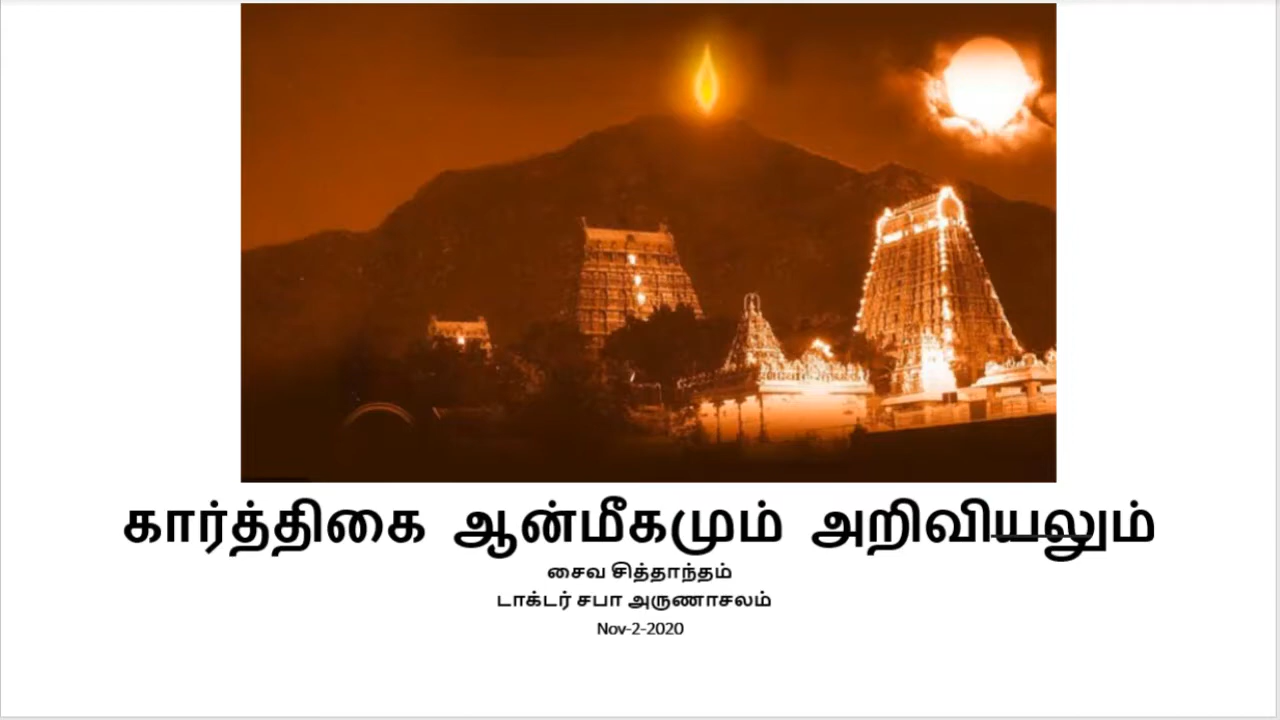 கார்த்திகை ஆன்மீகமும் அறிவியலும்
சைவ சித்தாந்தம்
டாக்டர் சபா அருணாசலம்
Nov-2-2020